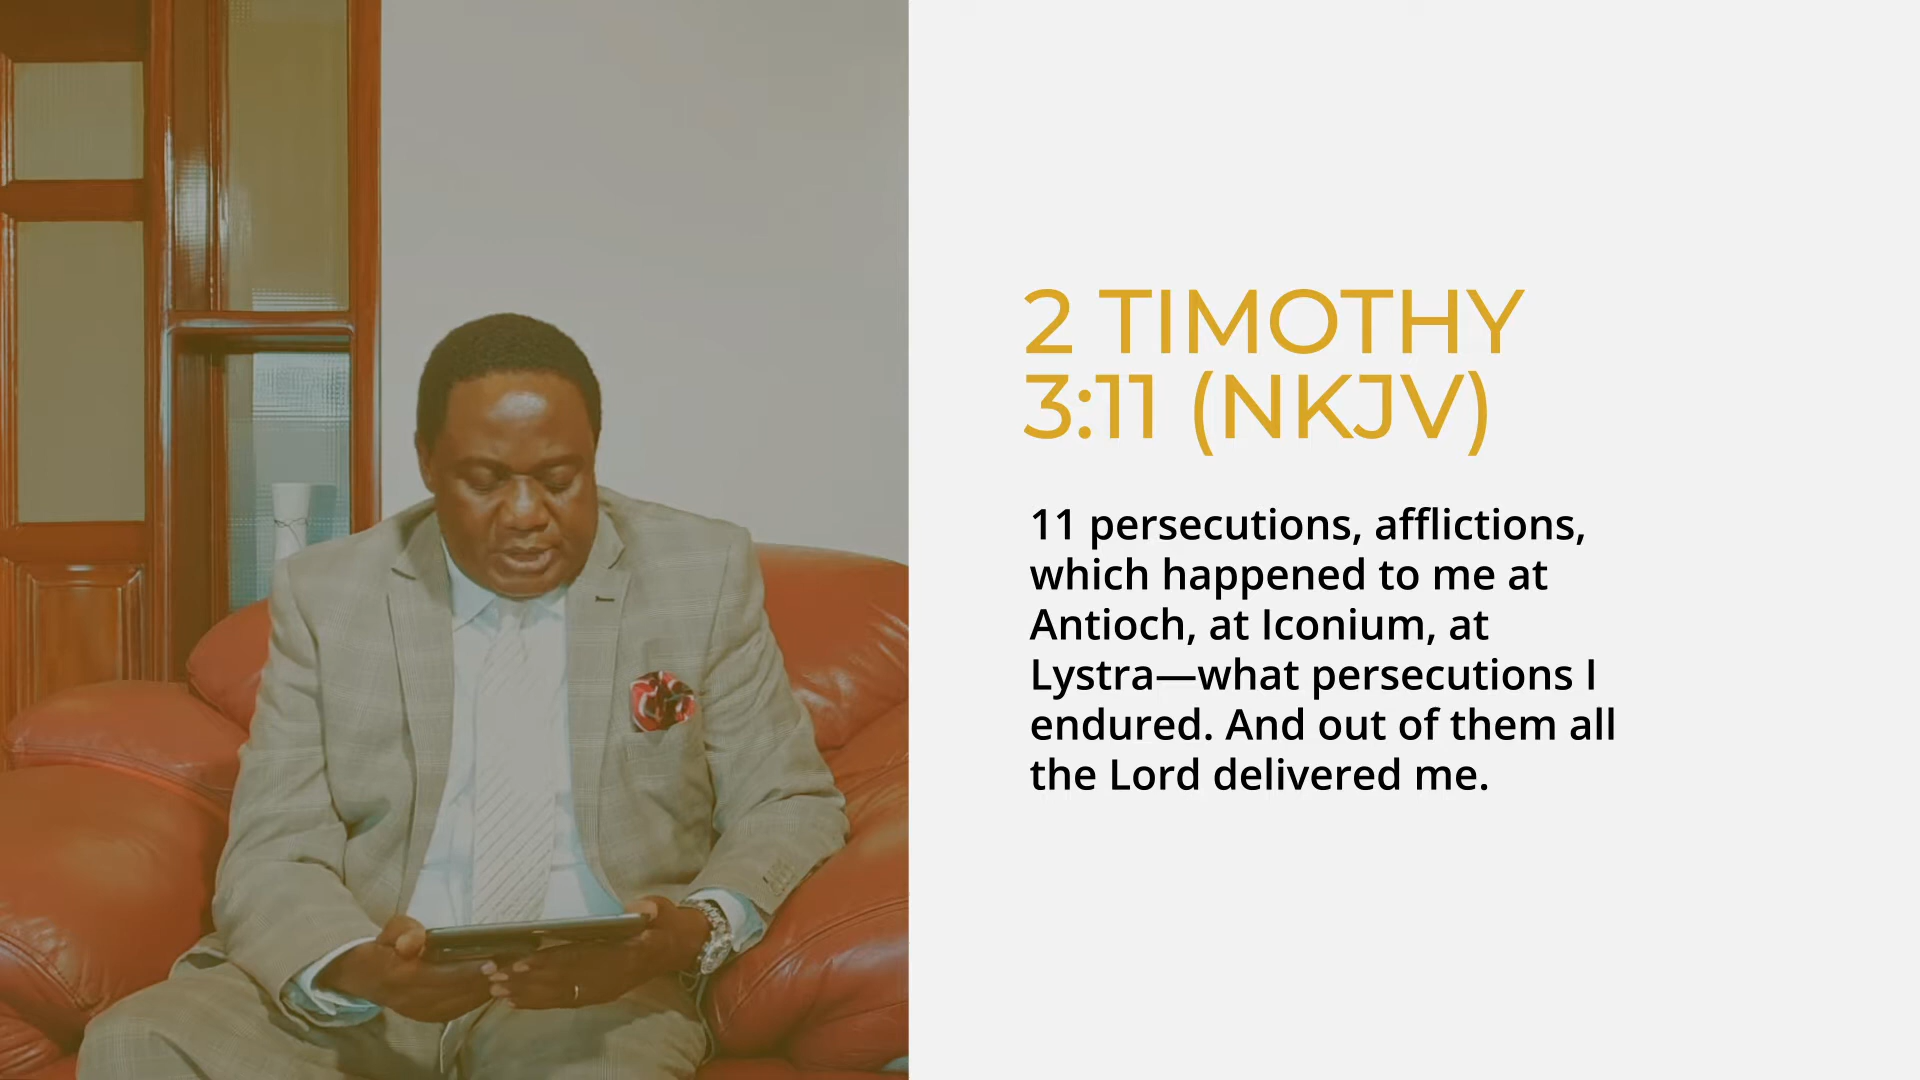 2 TIMOTHY
3:11 (NKJV)
11 persecutions, afflictions,
which happened to me at
Antioch, at Iconium, at
Lystra—what persecutions I
endured. And out of them all
the Lord delivered me.